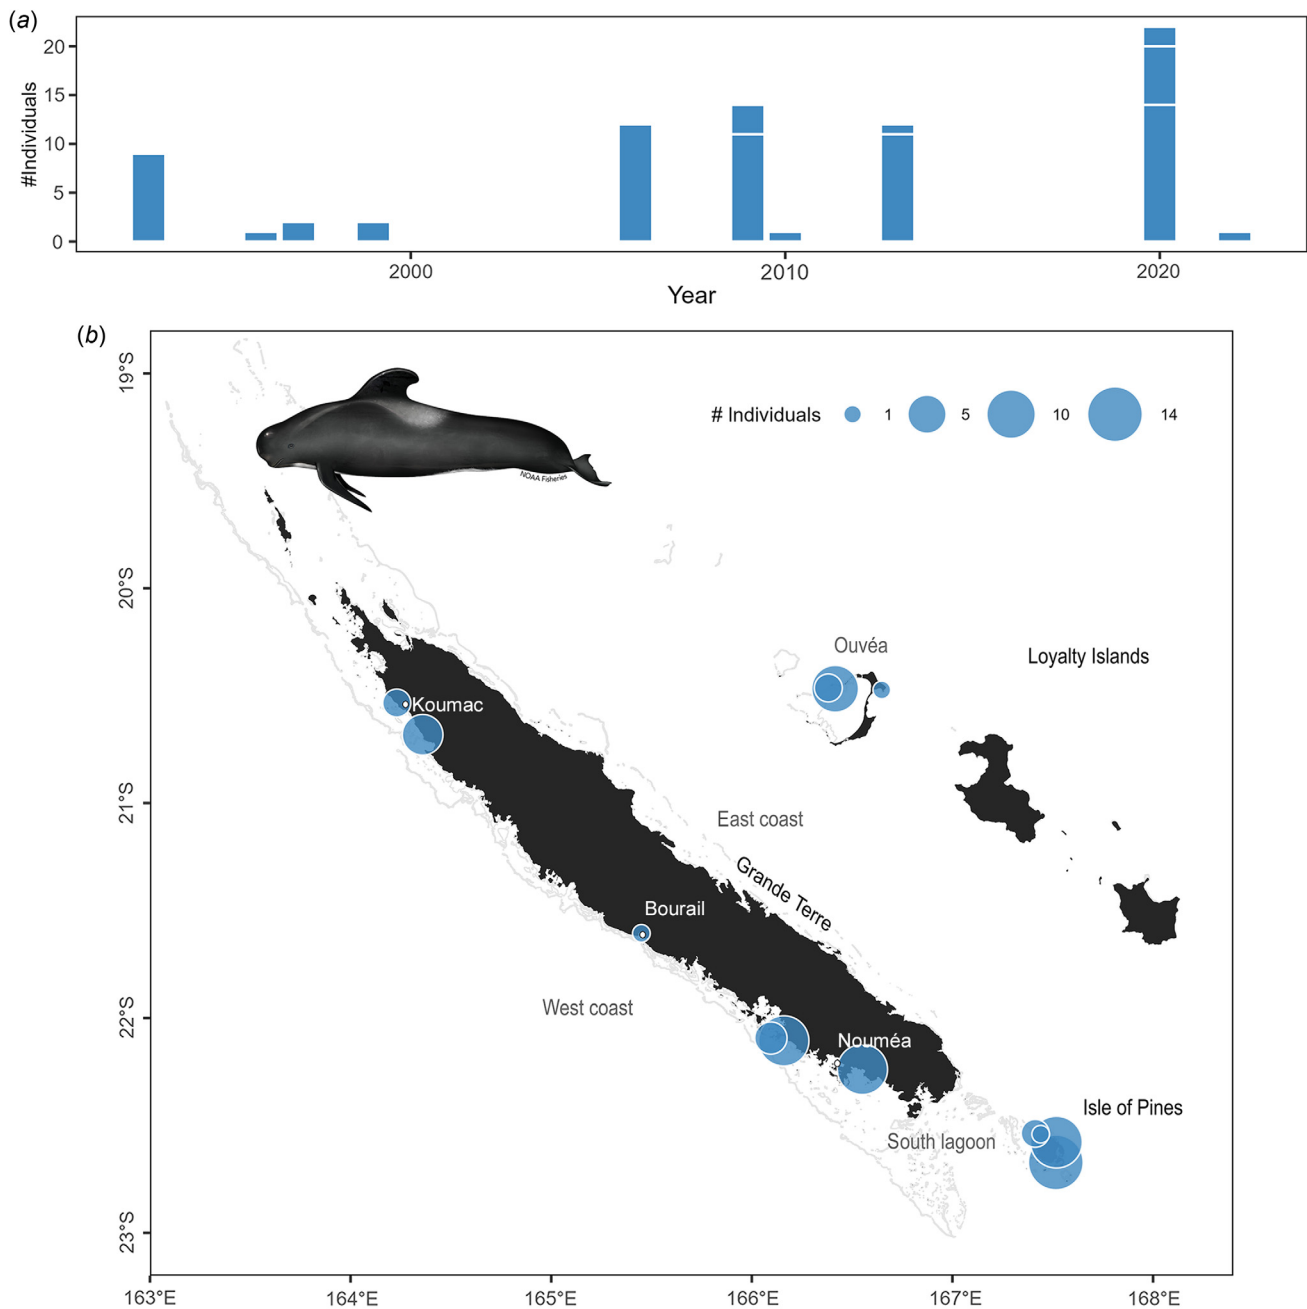 (a)
#Individuals
20
15
10
5
0
2000
2010
2020
Year
(b)
19°S
20°S
21°S
22°S
23°S
NOAA Fisheries
# Individuals 1 5 10 14
Ouvéa
Loyalty Islands
Koumac
East coast
Grande Terre
Bourail
West coast
Nouméa
Isle of Pines
South lagoon
163°E
164°E
165°E
166°E
167°E
168°E